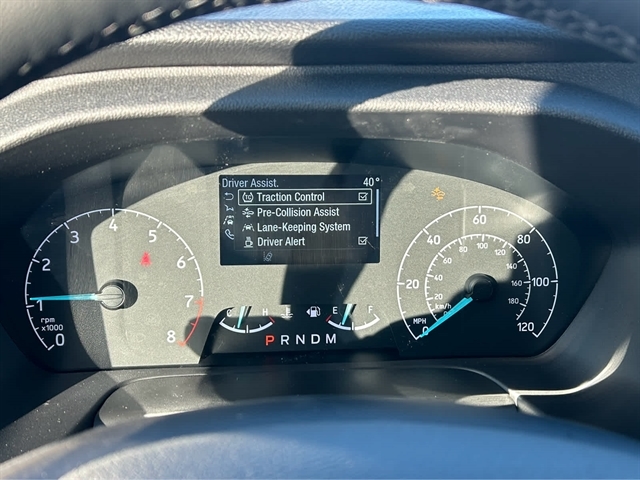 Driver Assist. 40°
Traction Control
Pre-Collision Assist
Lane-Keeping System
Driver Alert
0 1 2 3 4 5 6 7 8
rpm
x1000
C H
E F
P R N D M
0 20 40 60 80 100 120
MPH
20 40 60 80 100 120 140 160 180
km/h